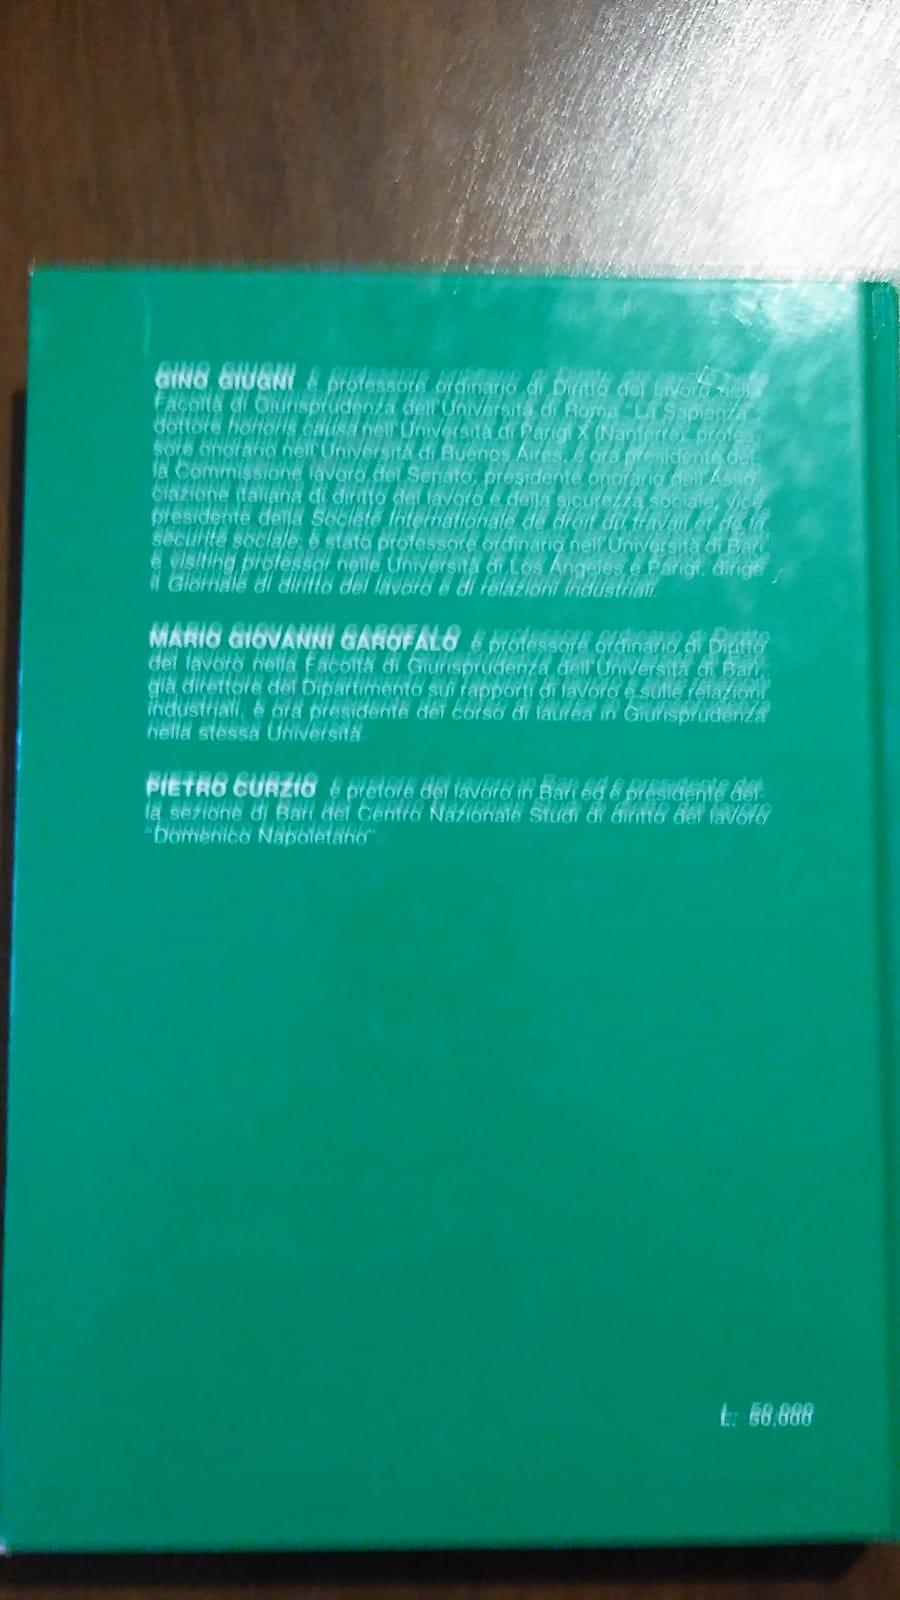 GINO GIUGNI è professore ordinario di Diritto del lavoro nella
Facoltà di Giurisprudenza dell'Università di Roma "La Sapienza",
dottore honoris causa nell'Università di Parigi X (Nanterre), profes-
sore onorario nell'Università di Buenos Aires, è ora presidente del-
la Commissione lavoro del Senato, presidente onorario dell'Asso-
ciazione italiana di diritto del lavoro e della sicurezza sociale, vice
presidente della Société Internationale de droit du travail et de la
sécurité sociale, è stato professore ordinario nell'Università di Bari
e visiting professor nelle Università di Los Angeles e Parigi, dirige
il Giornale di diritto del lavoro e di relazioni industriali.
MARIO GIOVANNI GAROFALO è professore ordinario di Diritto
del lavoro nella Facoltà di Giurisprudenza dell'Università di Bari,
già direttore del Dipartimento sui rapporti di lavoro e sulle relazioni
industriali, è ora presidente del corso di laurea in Giurisprudenza
nella stessa Università.
PIETRO CURZIO è pretore del lavoro in Bari ed è presidente del-
la sezione di Bari del Centro Nazionale Studi di diritto del lavoro
"Domenico Napoletano"
L. 50.000